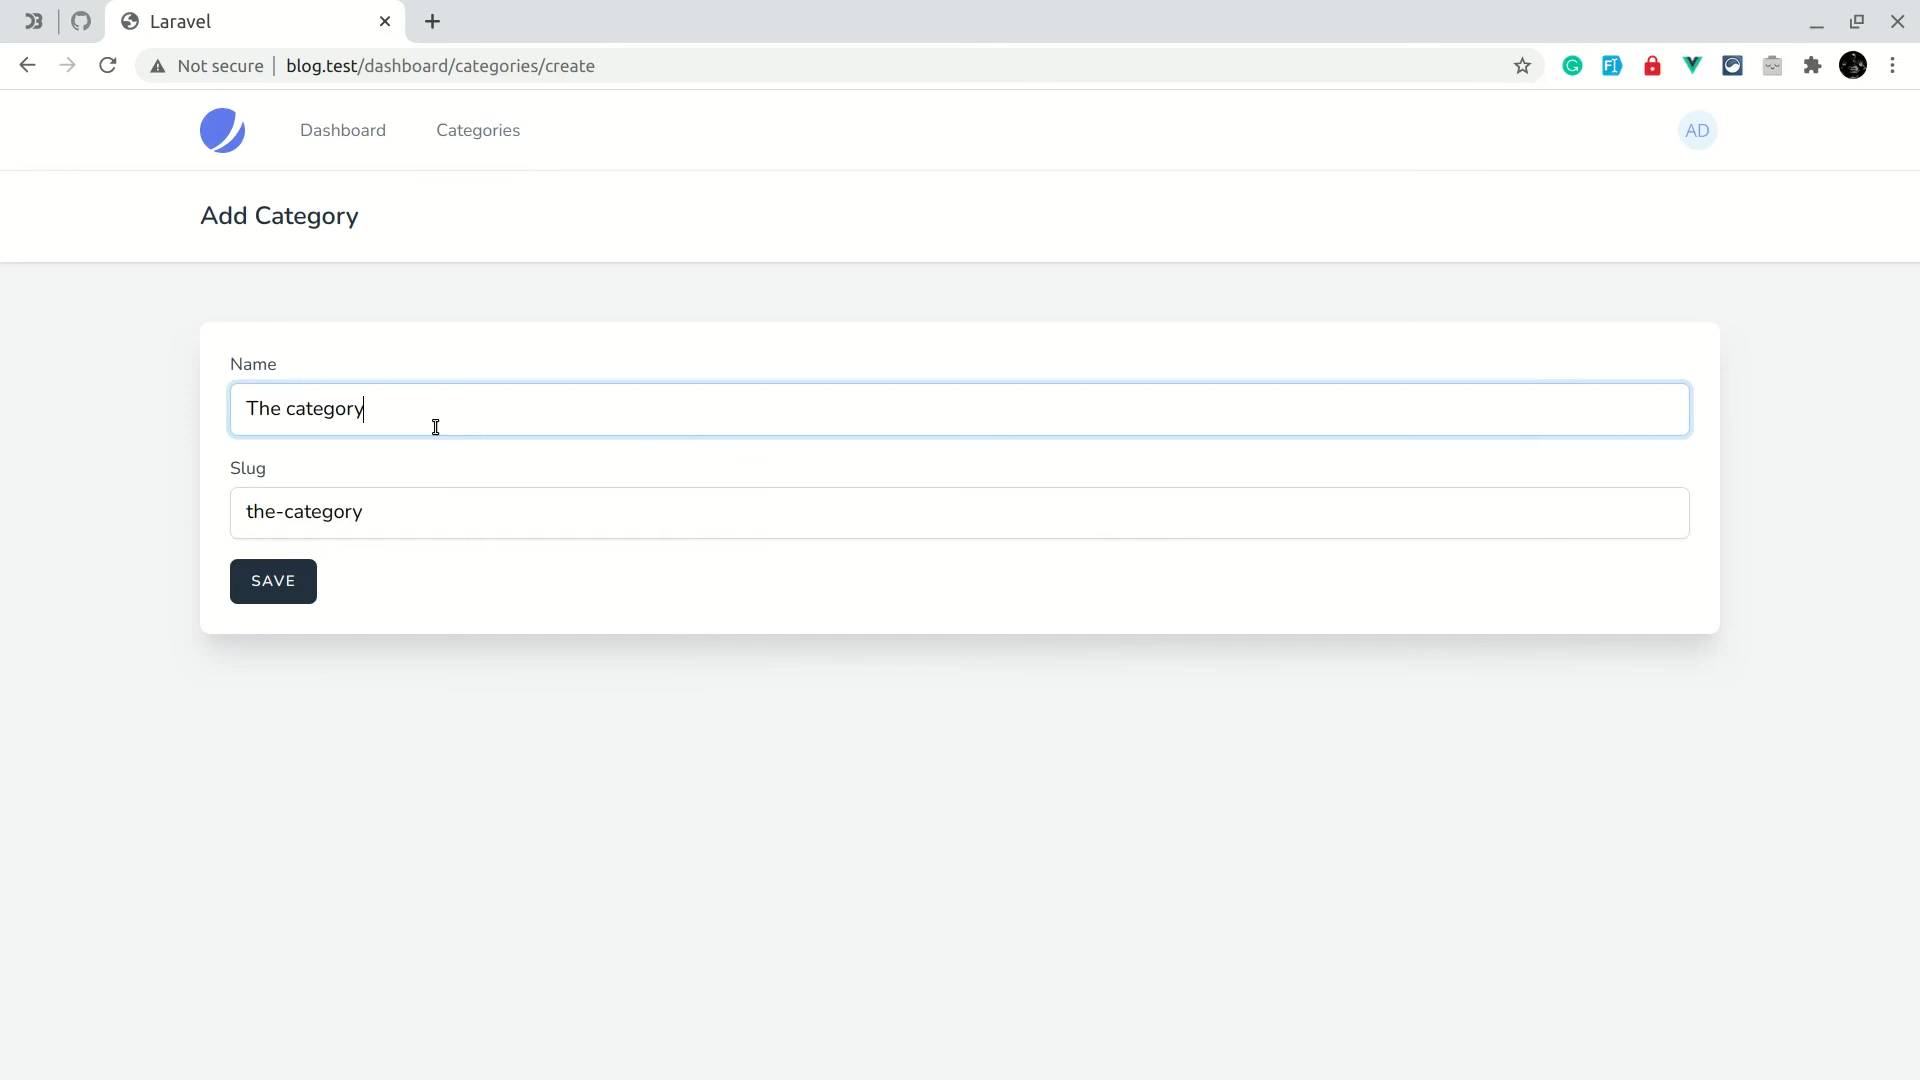 Laravel
Not secure
blog.test/dashboard/categories/create
Dashboard Categories AD
Add Category
Name
The category
Slug
the-category
SAVE